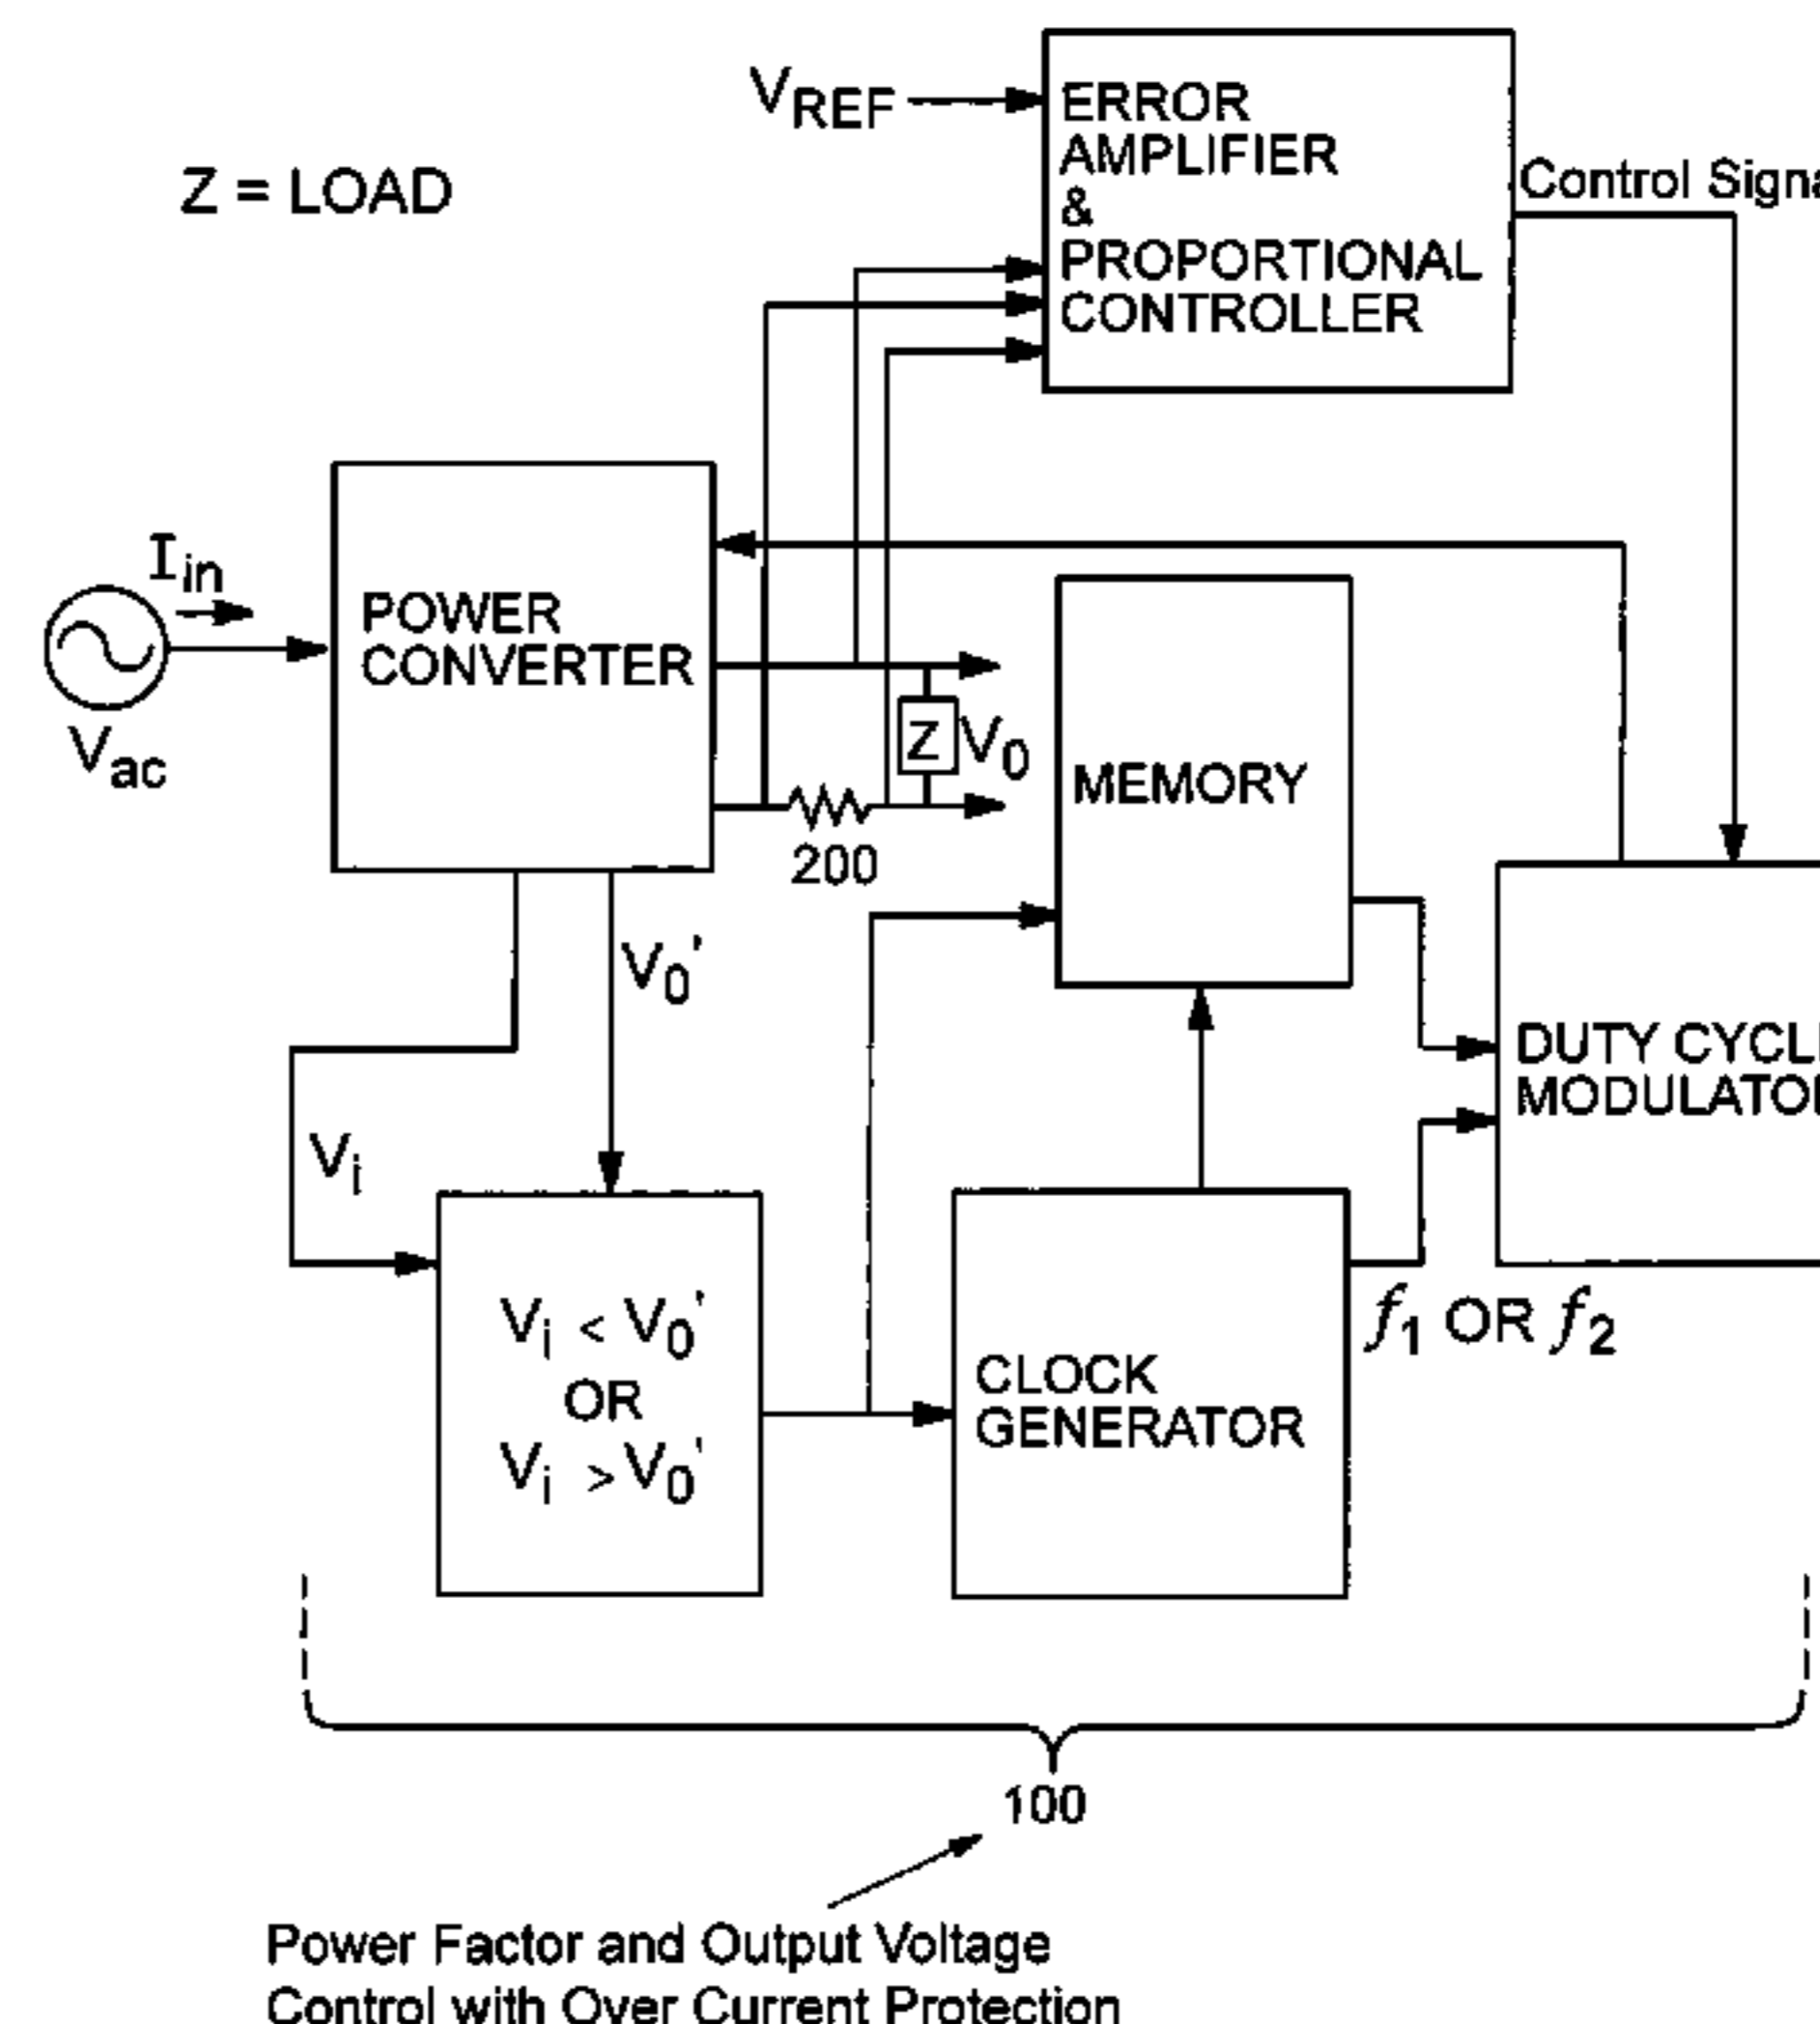 VREF
ERROR
AMPLIFIER
&
PROPORTIONAL
CONTROLLER
Control Signa
Z = LOAD
Iin
POWER
CONVERTER
Vac
Z V0
200
MEMORY
V0'
DUTY CYCL
MODULATO
Vi
Vi < V0'
OR
Vi > V0'
CLOCK
GENERATOR
f1 OR f2
100
Power Factor and Output Voltage
Control with Over Current Protection